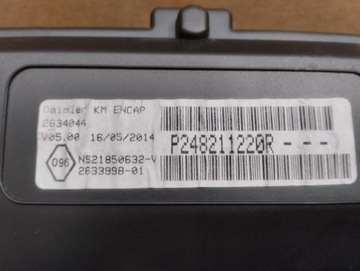 Daimler KM ENCAP
2634044
V05.00 16/05/2014
P248211220R - - -
D96
NS21850632-V
2633998-01